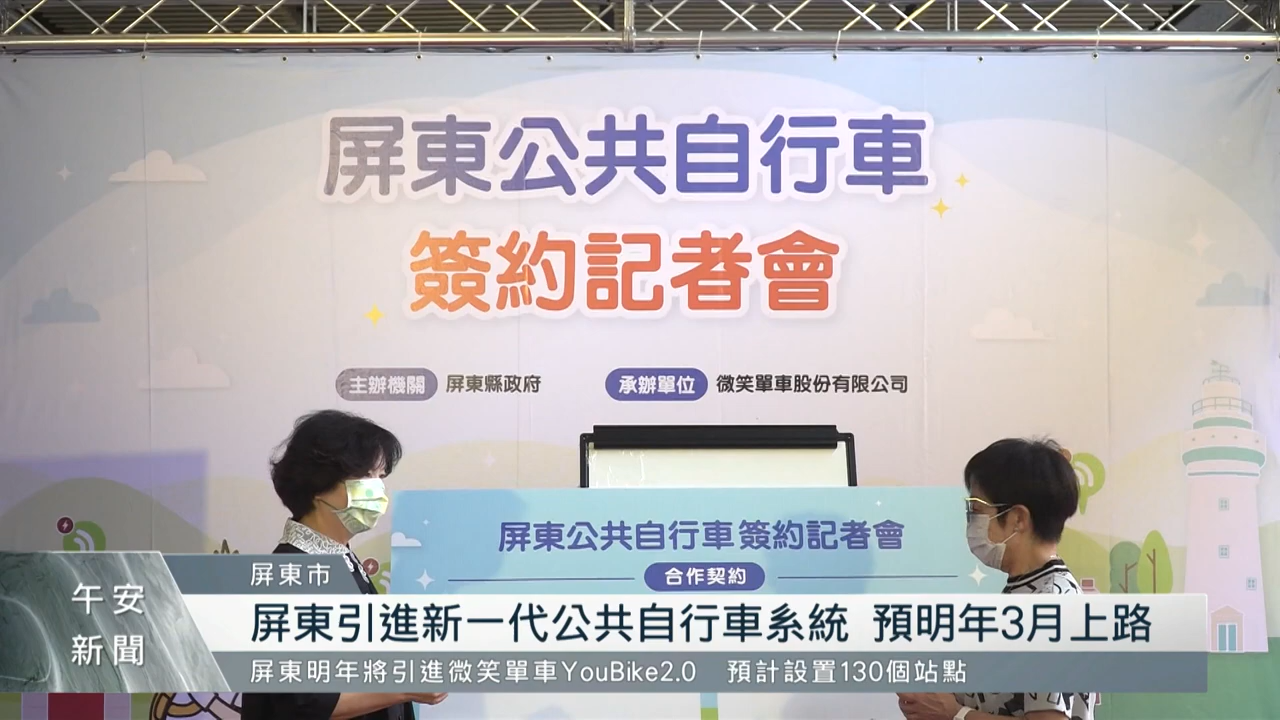 屏東公共自行車
簽約記者會
主辦機關 屏東縣政府 承辦單位 微笑單車股份有限公司
屏東公共自行車簽約記者會
合作契約
午安
新聞
屏東市
屏東引進新一代公共自行車系統 預明年3月上路
屏東明年將引進微笑單車YouBike2.0 預計設置130個站點